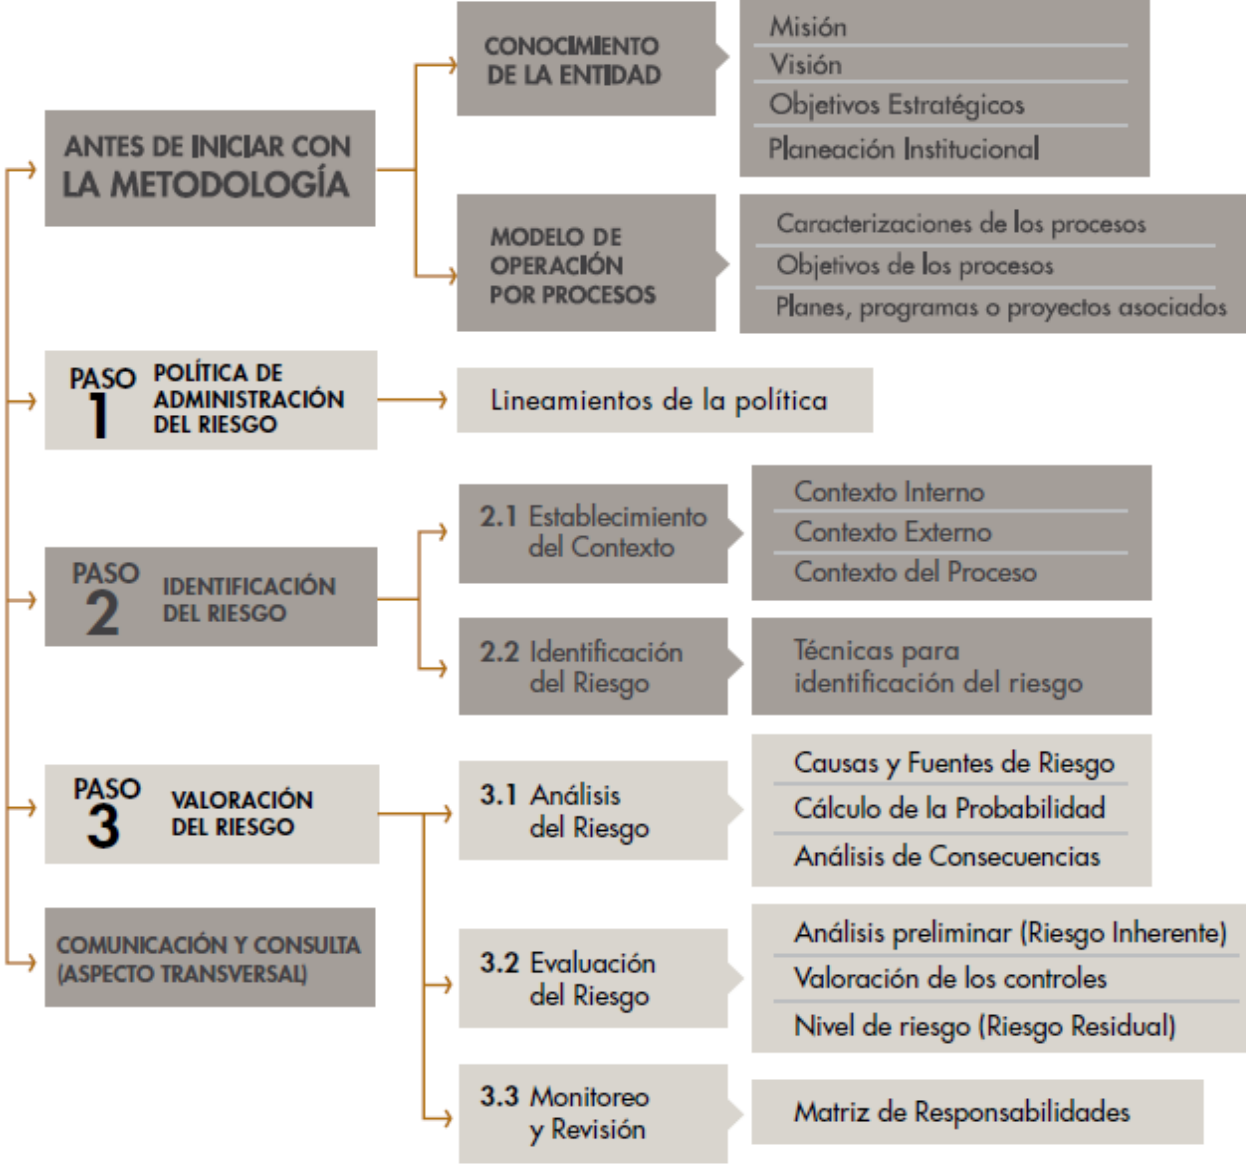 ANTES DE INICIAR CON
LA METODOLOGÍA
CONOCIMIENTO
DE LA ENTIDAD
Misión
Visión
Objetivos Estratégicos
Planeación Institucional
MODELO DE
OPERACIÓN
POR PROCESOS
Caracterizaciones de los procesos
Objetivos de los procesos
Planes, programas o proyectos asociados
PASO
1
POLÍTICA DE
ADMINISTRACIÓN
DEL RIESGO
Lineamientos de la política
PASO
2
IDENTIFICACIÓN
DEL RIESGO
2.1 Establecimiento
del Contexto
Contexto Interno
Contexto Externo
Contexto del Proceso
2.2 Identificación
del Riesgo
Técnicas para
identificación del riesgo
PASO
3
VALORACIÓN
DEL RIESGO
3.1 Análisis
del Riesgo
Causas y Fuentes de Riesgo
Cálculo de la Probabilidad
Análisis de Consecuencias
3.2 Evaluación
del Riesgo
Análisis preliminar (Riesgo Inherente)
Valoración de los controles
Nivel de riesgo (Riesgo Residual)
3.3 Monitoreo
y Revisión
Matriz de Responsabilidades
COMUNICACIÓN Y CONSULTA
(ASPECTO TRANSVERSAL)